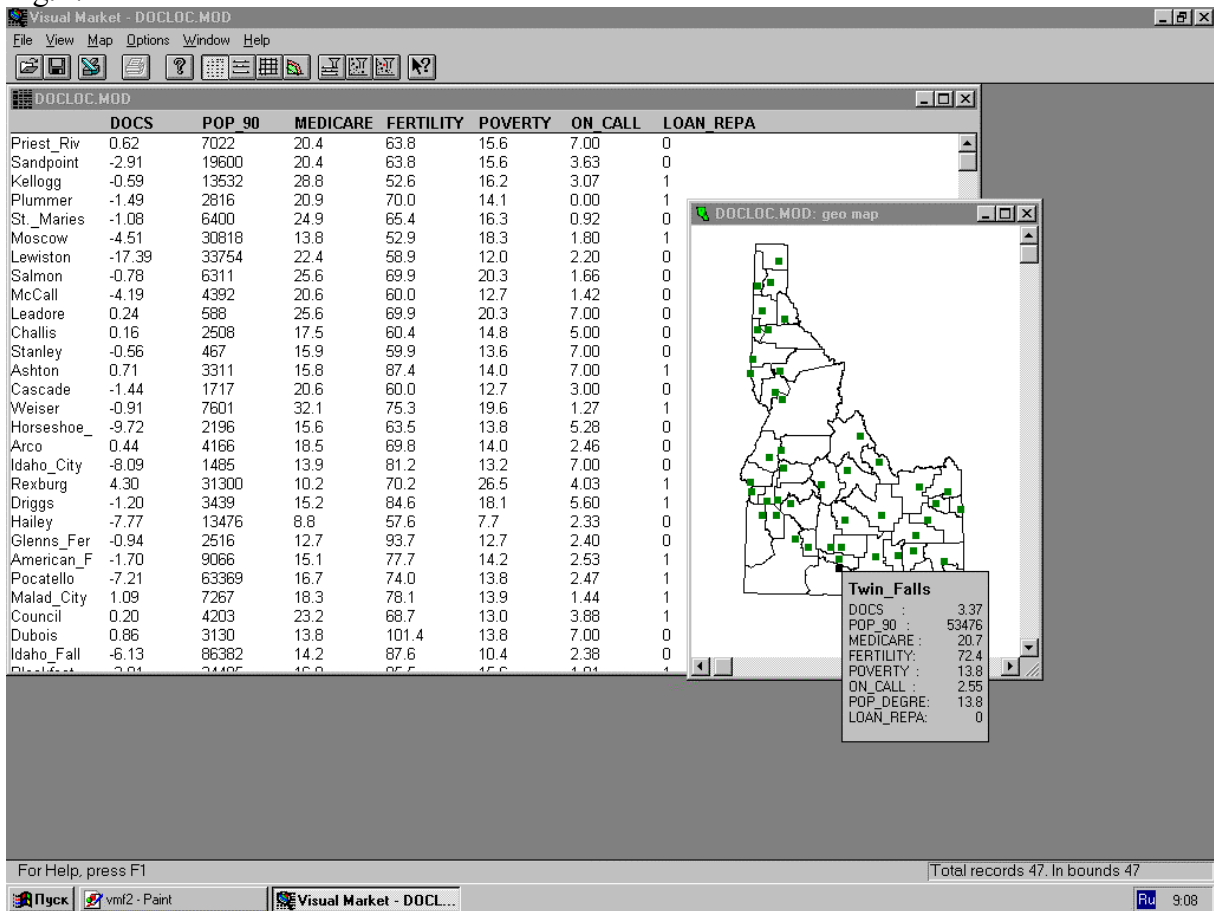 Visual Market - DOCLOC.MOD
File View Map Options Window Help
DOCLOC.MOD
DOCS POP_90 MEDICARE FERTILITY POVERTY ON_CALL LOAN_REPA
Priest_Riv 0.62 7022 20.4 63.8 15.6 7.00 0
Sandpoint -2.91 19600 20.4 63.8 15.6 3.63 0
Kellogg -0.59 13532 28.8 52.6 16.2 3.07 1
Plummer -1.49 2816 20.9 70.0 14.1 0.00 1
St._Maries -1.08 6400 24.9 65.4 16.3 0.92 0
Moscow -4.51 30818 13.8 52.9 18.3 1.80 1
Lewiston -17.39 33754 22.4 58.9 12.0 2.20 0
Salmon -0.78 6311 25.6 69.9 20.3 1.66 0
McCall -4.19 4392 20.6 60.0 12.7 1.42 0
Leadore 0.24 588 25.6 69.9 20.3 7.00 0
Challis 0.16 2508 17.5 60.4 14.8 5.00 0
Stanley -0.56 467 15.9 59.9 13.6 7.00 0
Ashton 0.71 3311 15.8 87.4 14.0 7.00 1
Cascade -1.44 1717 20.6 60.0 12.7 3.00 0
Weiser -0.91 7601 32.1 75.3 19.6 1.27 1
Horseshoe_ -9.72 2196 15.6 63.5 13.8 5.28 0
Arco 0.44 4166 18.5 69.8 14.0 2.46 0
Idaho_City -8.09 1485 13.9 81.2 13.2 7.00 0
Rexburg 4.30 31300 10.2 70.2 26.5 4.03 1
Driggs -1.20 3439 15.2 84.6 18.1 5.60 1
Hailey -7.77 13476 8.8 57.6 7.7 2.33 0
Glenns_Fer -0.94 2516 12.7 93.7 12.7 2.40 0
American_F -1.70 9066 15.1 77.7 14.2 2.53 1
Pocatello -7.21 63369 16.7 74.0 13.8 2.47 1
Malad_City 1.09 7267 18.3 78.1 13.9 1.44 1
Council 0.20 4203 23.2 68.7 13.0 3.88 1
Dubois 0.86 3130 13.8 101.4 13.8 7.00 0
Idaho_Fall -6.13 86382 14.2 87.6 10.4 2.38 0
DOCLOC.MOD: geo map
Twin_Falls
DOCS : 3.37
POP_90 : 53476
MEDICARE : 20.7
FERTILITY: 72.4
POVERTY : 13.8
ON_CALL : 2.55
POP_DEGRE: 13.8
LOAN_REPA: 0
For Help, press F1
Total records 47. In bounds 47
Пуск vmf2 - Paint Visual Market - DOCL... Ru 9:08